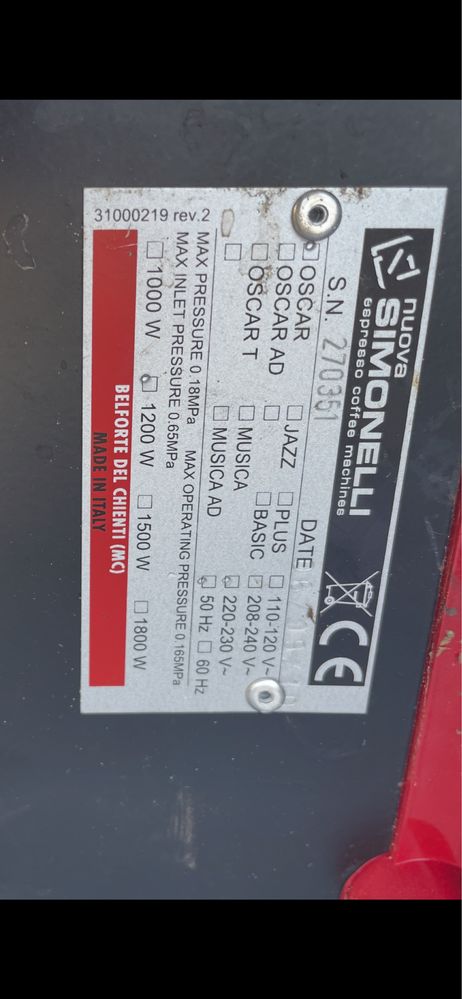 nuova
SIMONELLI
espresso coffee machines
CE
S.N. 270351
DATE
OSCAR
JAZZ
PLUS
110-120 V~
OSCAR AD
BASIC
208-240 V~
OSCAR T
MUSICA
220-230 V~
MUSICA AD
50 Hz
60 Hz
MAX PRESSURE 0.18MPa
MAX OPERATING PRESSURE 0.165MPa
MAX INLET PRESSURE 0.65MPa
1000 W
1200 W
1500 W
1800 W
BELFORTE DEL CHIENTI (MC)
MADE IN ITALY
31000219 rev.2